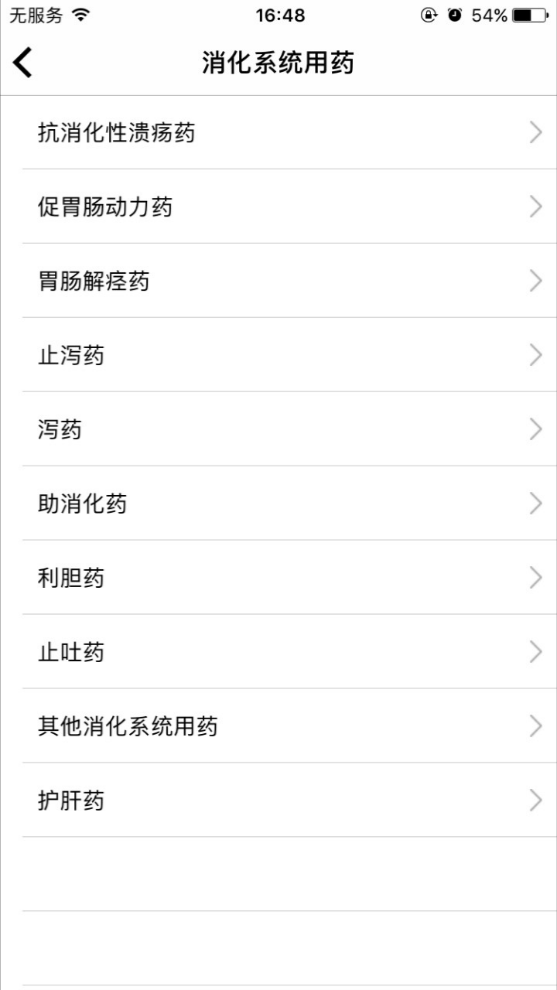 无服务 16:48 54%
消化系统用药
抗消化性溃疡药
促胃肠动力药
胃肠解痉药
止泻药
泻药
助消化药
利胆药
止吐药
其他消化系统用药
护肝药